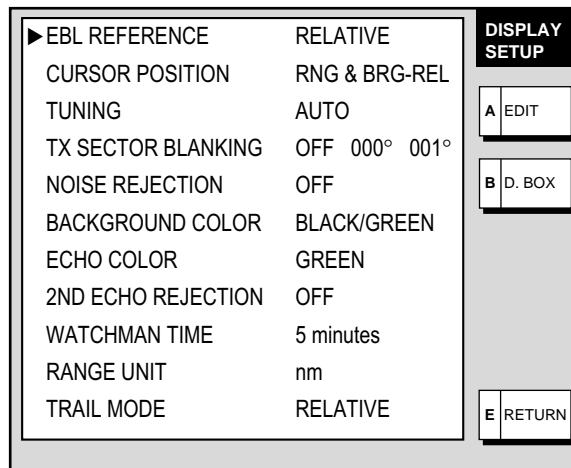 ▶EBL REFERENCE RELATIVE
CURSOR POSITION RNG & BRG-REL
TUNING AUTO
TX SECTOR BLANKING OFF 000° 001°
NOISE REJECTION OFF
BACKGROUND COLOR BLACK/GREEN
ECHO COLOR GREEN
2ND ECHO REJECTION OFF
WATCHMAN TIME 5 minutes
RANGE UNIT nm
TRAIL MODE RELATIVE
DISPLAY
SETUP
A EDIT
B D. BOX
E RETURN